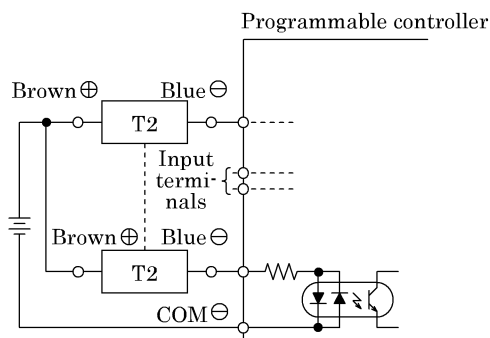 Programmable controller
Brown ⊕ Blue ⊖
T2
Input
termi-
nals
Brown ⊕ Blue ⊖
T2
COM ⊖